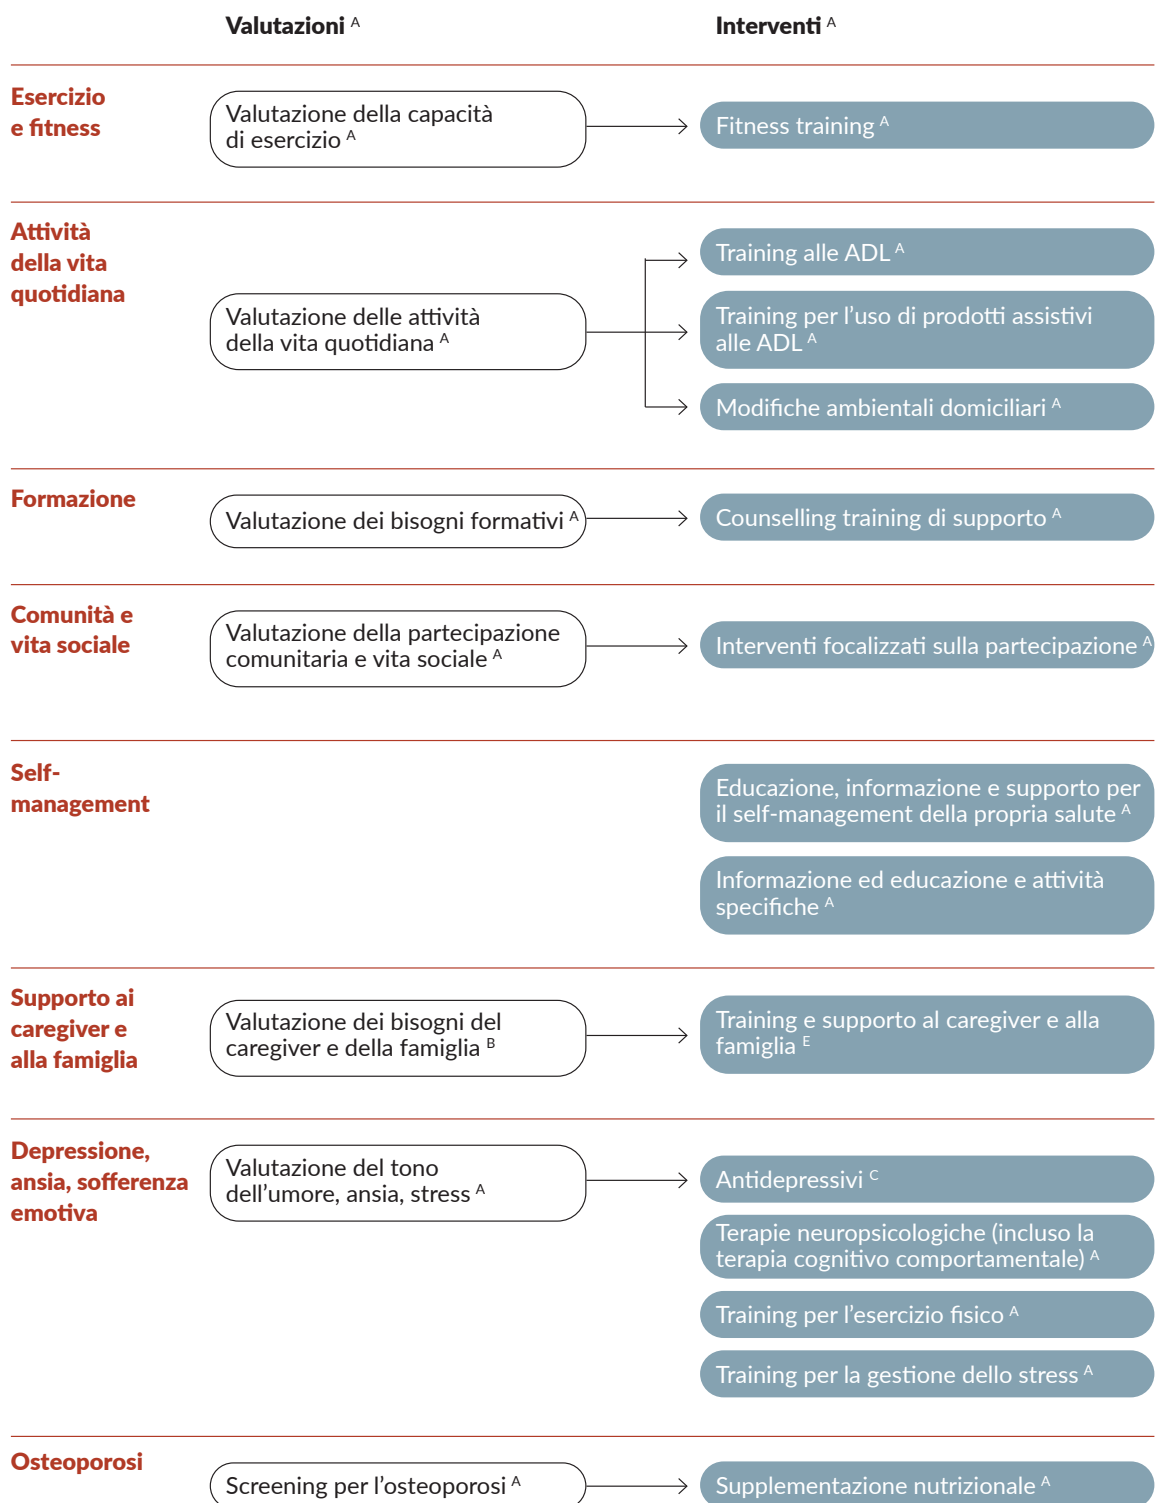 Valutazioni A
Interventi A
Esercizio
e fitness
Valutazione della capacità
di esercizio A
Fitness training A
Attività
della vita
quotidiana
Valutazione delle attività
della vita quotidiana A
Training alle ADL A
Training per l'uso di prodotti assistivi
alle ADL A
Modifiche ambientali domiciliari A
Formazione
Valutazione dei bisogni formativi A
Counselling training di supporto A
Comunità e
vita sociale
Valutazione della partecipazione
comunitaria e vita sociale A
Interventi focalizzati sulla partecipazione A
Self-
management
Educazione, informazione e supporto per
il self-management della propria salute A
Informazione ed educazione e attività
specifiche A
Supporto ai
caregiver e
alla famiglia
Valutazione dei bisogni del
caregiver e della famiglia B
Training e supporto al caregiver e alla
famiglia E
Depressione,
ansia, sofferenza
emotiva
Valutazione del tono
dell'umore, ansia, stress A
Antidepressivi C
Terapie neuropsicologiche (incluso la
terapia cognitivo comportamentale) A
Training per l'esercizio fisico A
Training per la gestione dello stress A
Osteoporosi
Screening per l'osteoporosi A
Supplementazione nutrizionale A